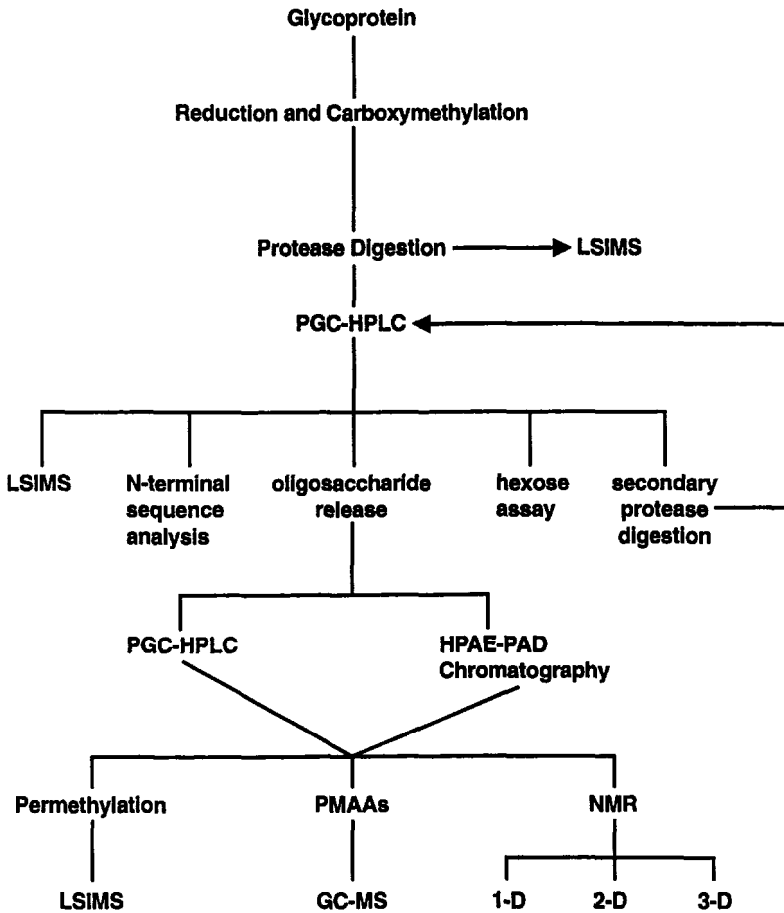 Glycoprotein
Reduction and Carboxymethylation
Protease Digestion
LSIMS
PGC-HPLC
LSIMS
N-terminal
sequence
analysis
oligosaccharide
release
hexose
assay
secondary
protease
digestion
PGC-HPLC
HPAE-PAD
Chromatography
Permethylation
PMAAs
NMR
LSIMS
GC-MS
1-D
2-D
3-D